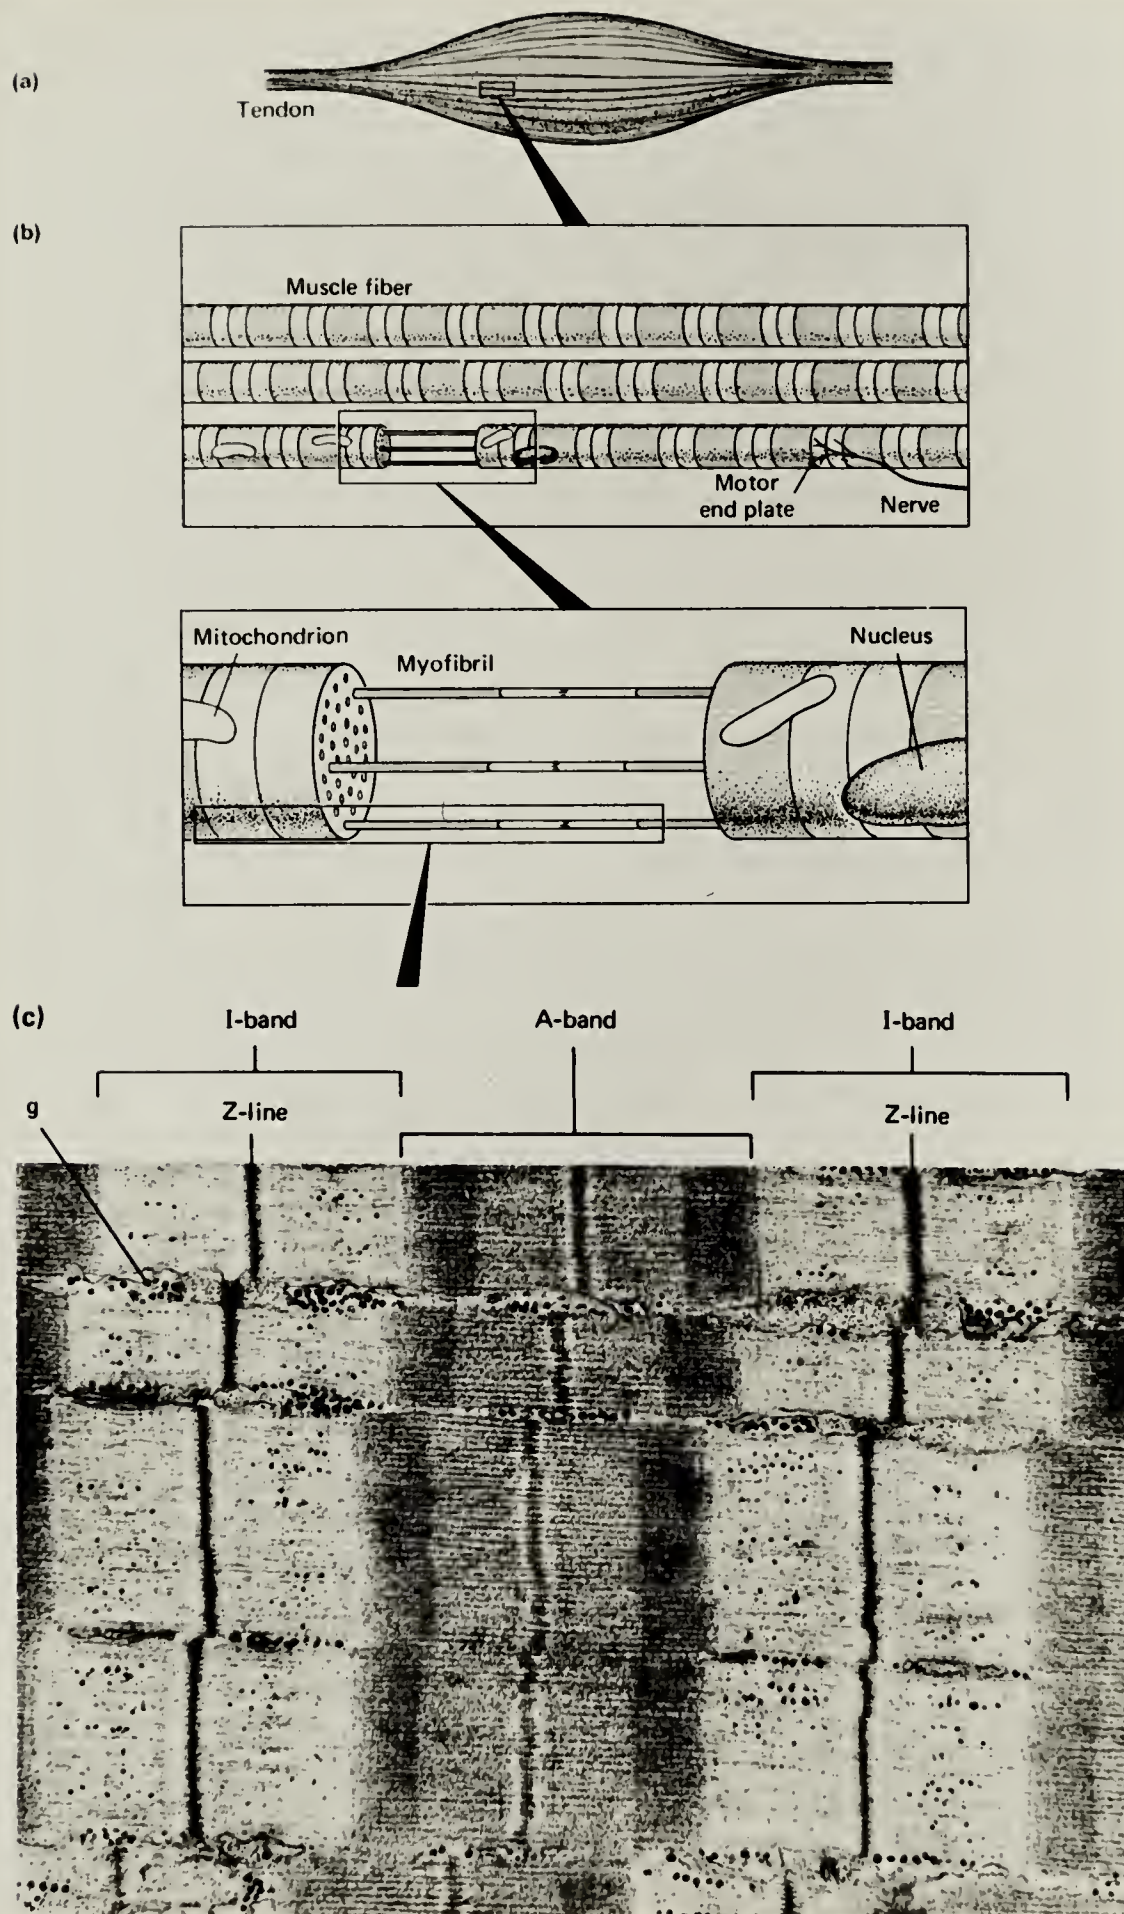 (a)
Tendon
(b)
Muscle fiber
Motor
end plate
Nerve
Mitochondrion
Nucleus
Myofibril
(c)
I-band
A-band
I-band
g
Z-line
Z-line